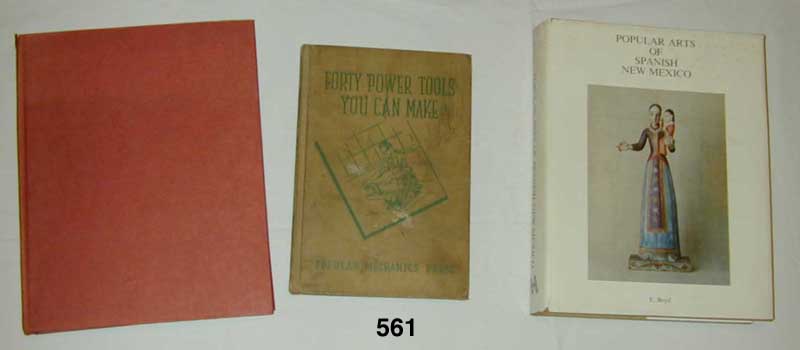 FORTY POWER TOOLS
YOU CAN MAKE
POPULAR MECHANICS PRESS
POPULAR ARTS
OF
SPANISH
NEW MEXICO
E. Boyd
561